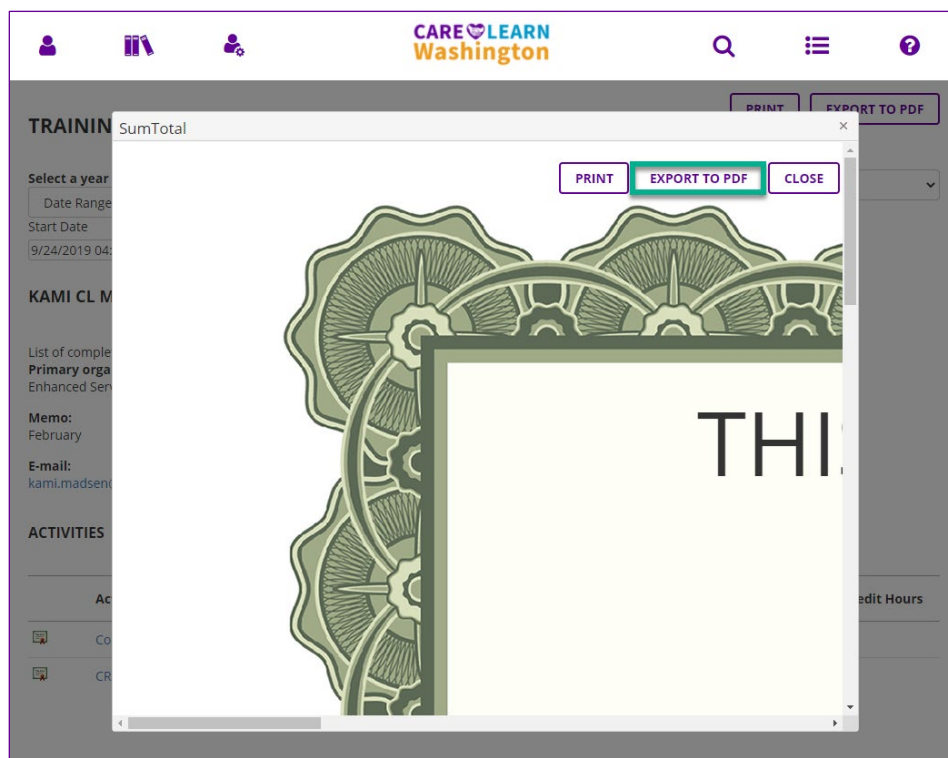 CARE LEARN
Washington
PRINT EXPORT TO PDF
TRAININ
SumTotal
×
PRINT EXPORT TO PDF CLOSE
Select a year
Date Range
Start Date
9/24/2019 04:
KAMI CL M
List of comple
Primary orga
Enhanced Serv
Memo:
February
E-mail:
kami.madsen
ACTIVITIES
THIS
Ac
edit Hours
Co
CR